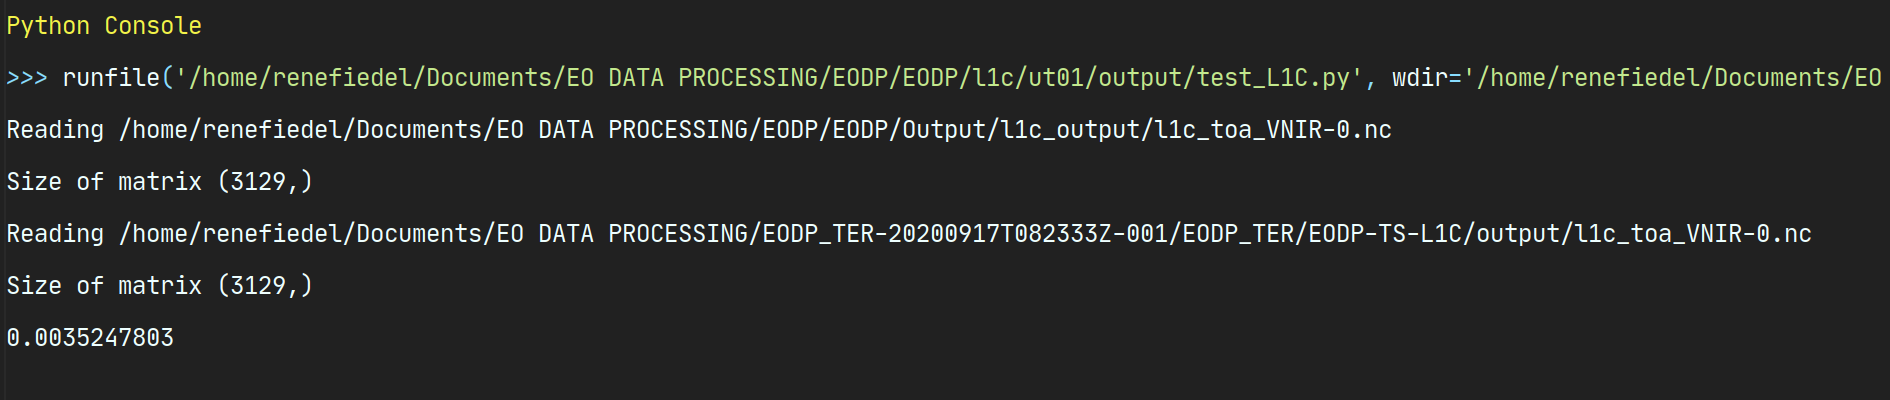 Python Console
>>> runfile('/home/renefiedel/Documents/EO DATA PROCESSING/EODP/EODP/l1c/ut01/output/test_L1C.py', wdir='/home/renefiedel/Documents/EO
Reading /home/renefiedel/Documents/EO DATA PROCESSING/EODP/EODP/Output/l1c_output/l1c_toa_VNIR-0.nc
Size of matrix (3129,)
Reading /home/renefiedel/Documents/EO DATA PROCESSING/EODP_TER-20200917T082333Z-001/EODP_TER/EODP-TS-L1C/output/l1c_toa_VNIR-0.nc
Size of matrix (3129,)
0.0035247803